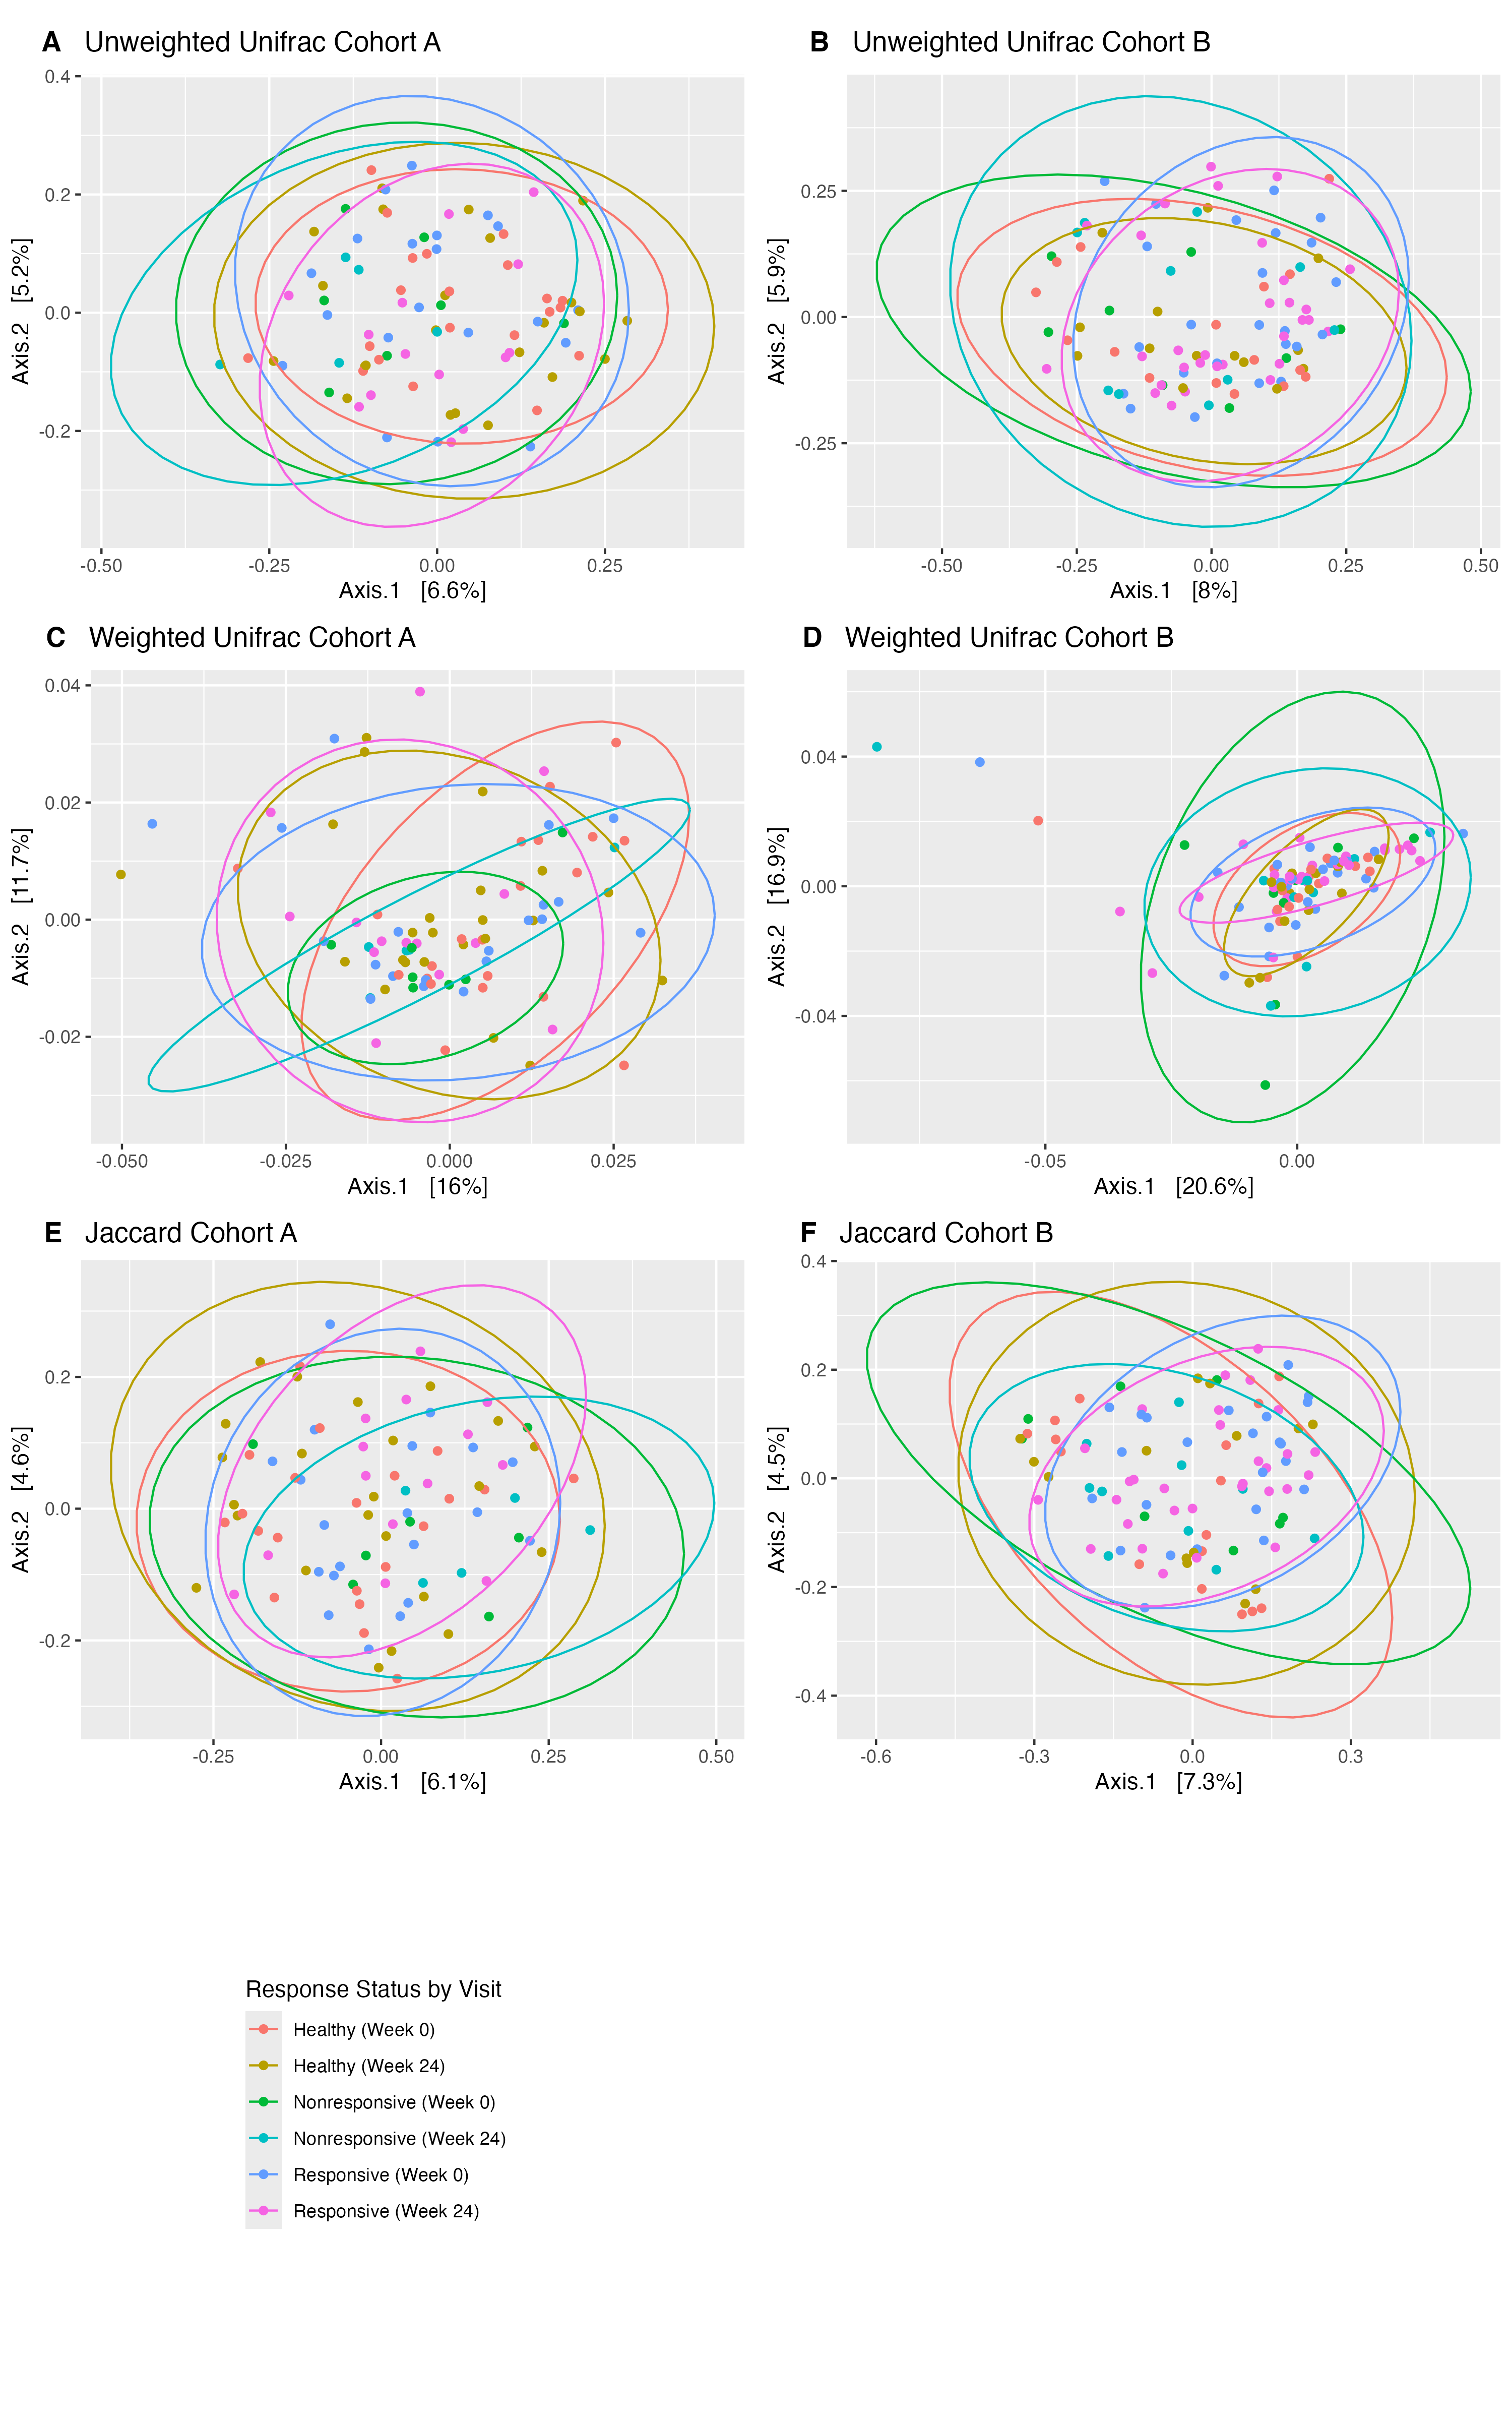 A Unweighted Unifrac Cohort A
0.4
0.2
0.0
-0.2
Axis.2 [5.2%]
-0.50 -0.25 0.00 0.25
Axis.1 [6.6%]
B Unweighted Unifrac Cohort B
0.25
0.00
-0.25
Axis.2 [5.9%]
-0.50 -0.25 0.00 0.25 0.50
Axis.1 [8%]
C Weighted Unifrac Cohort A
0.04
0.02
0.00
-0.02
Axis.2 [11.7%]
-0.050 -0.025 0.000 0.025
Axis.1 [16%]
D Weighted Unifrac Cohort B
0.04
0.00
-0.04
Axis.2 [16.9%]
-0.05 0.00
Axis.1 [20.6%]
E Jaccard Cohort A
0.2
0.0
-0.2
Axis.2 [4.6%]
-0.25 0.00 0.25 0.50
Axis.1 [6.1%]
F Jaccard Cohort B
0.4
0.2
0.0
-0.2
-0.4
Axis.2 [4.5%]
-0.6 -0.3 0.0 0.3
Axis.1 [7.3%]
Response Status by Visit
Healthy (Week 0)
Healthy (Week 24)
Nonresponsive (Week 0)
Nonresponsive (Week 24)
Responsive (Week 0)
Responsive (Week 24)